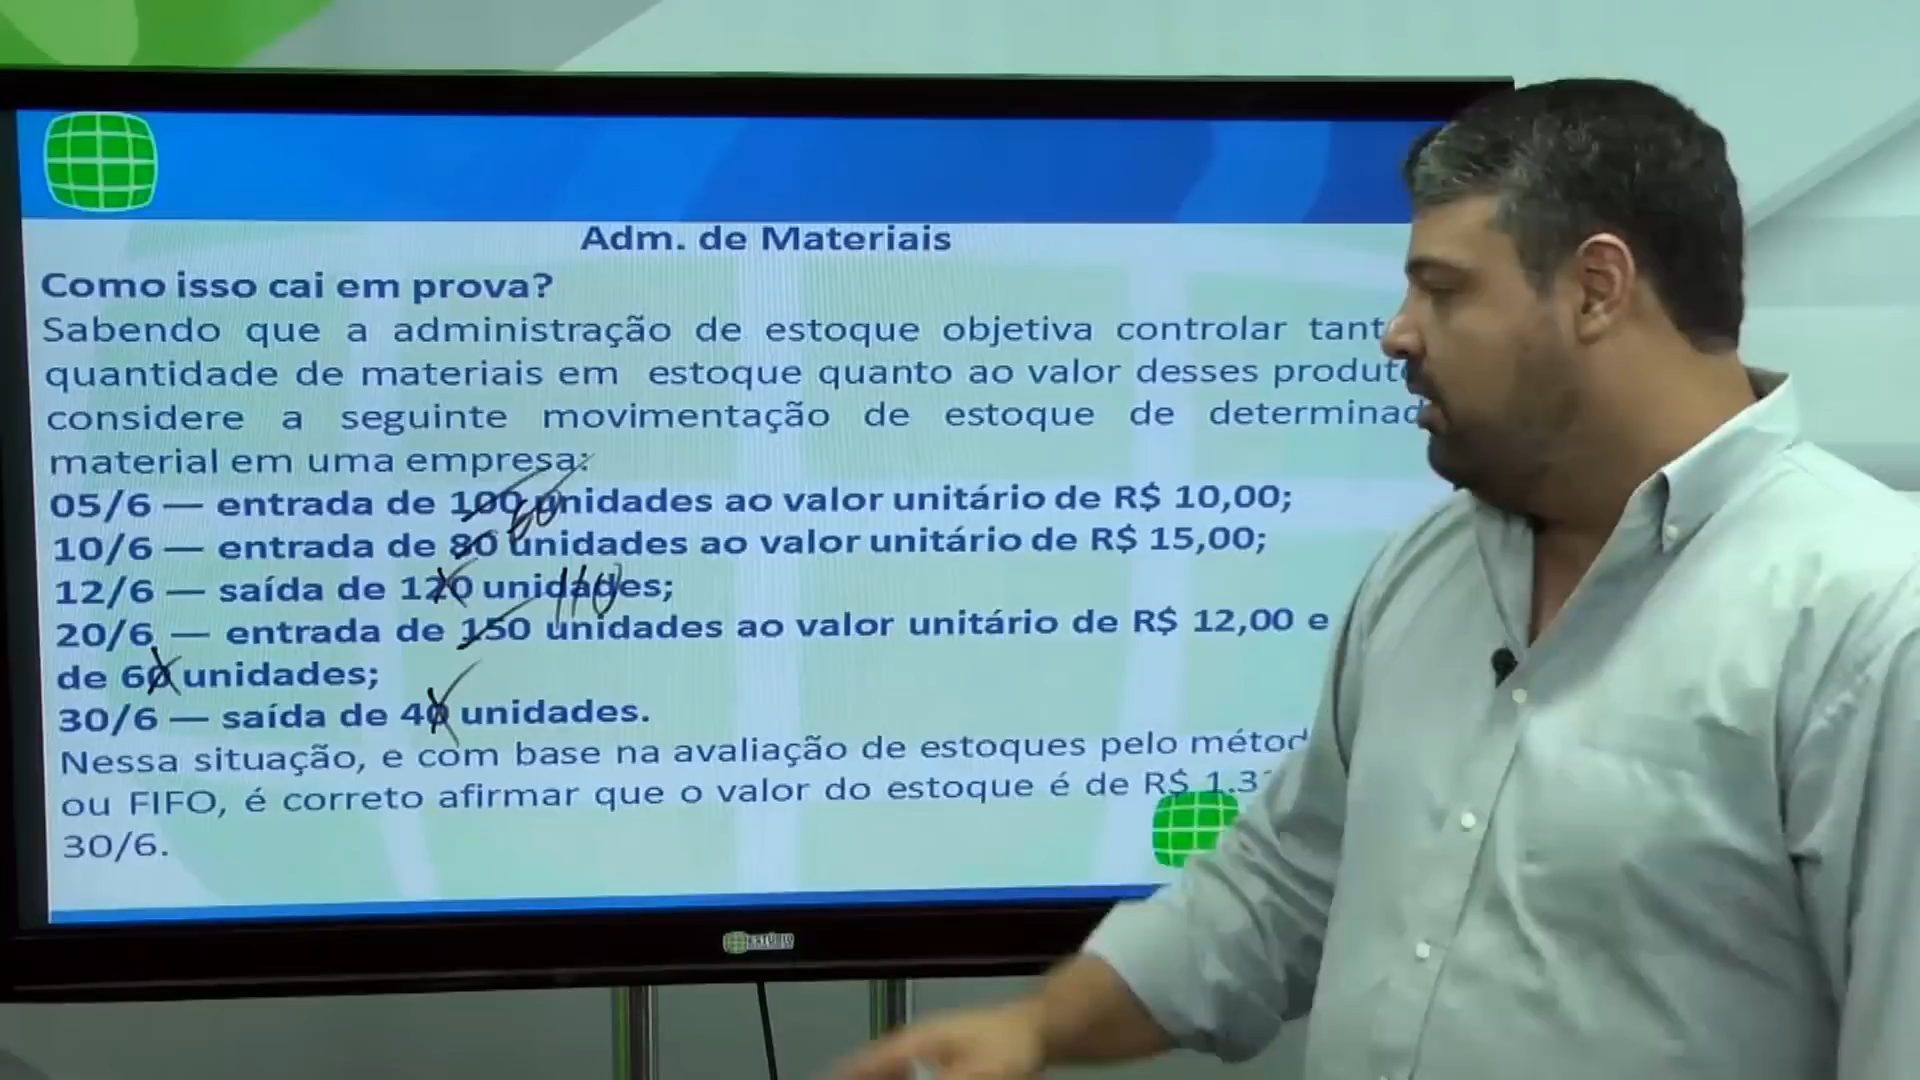 Adm. de Materiais
Como isso cai em prova?
Sabendo que a administração de estoque objetiva controlar tant
quantidade de materiais em estoque quanto ao valor desses produt
considere a seguinte movimentação de estoque de determinad
material em uma empresa:
05/6 — entrada de 100 unidades ao valor unitário de R$ 10,00;
60
10/6 — entrada de 80 unidades ao valor unitário de R$ 15,00;
12/6 — saída de 120 unidades;
110
20/6 — entrada de 150 unidades ao valor unitário de R$ 12,00 e
de 60 unidades;
30/6 — saída de 40 unidades.
Nessa situação, e com base na avaliação de estoques pelo métod
ou FIFO, é correto afirmar que o valor do estoque é de R$ 1.3
30/6.